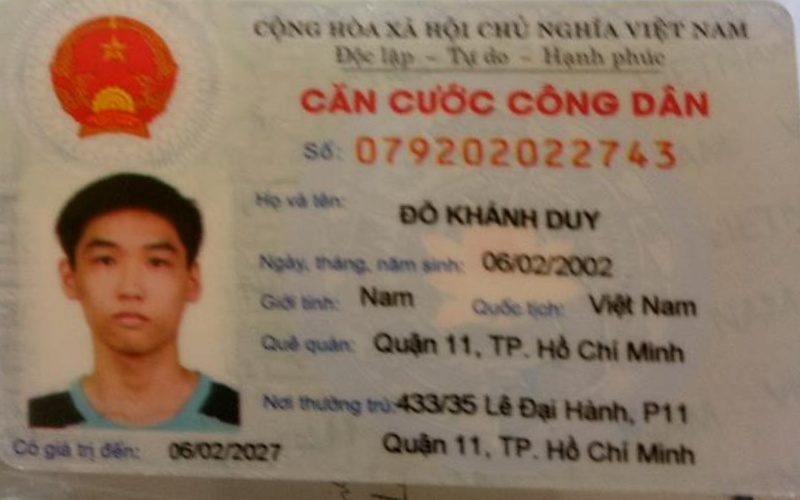 CỘNG HÒA XÃ HỘI CHỦ NGHĨA VIỆT NAM
Độc lập - Tự do - Hạnh phúc
CĂN CƯỚC CÔNG DÂN
Số: 079202022743
Họ và tên: ĐỖ KHÁNH DUY
Ngày, tháng, năm sinh: 06/02/2002
Giới tính: Nam Quốc tịch: Việt Nam
Quê quán: Quận 11, TP. Hồ Chí Minh
Nơi thường trú: 433/35 Lê Đại Hành, P11
Quận 11, TP. Hồ Chí Minh
Có giá trị đến: 06/02/2027